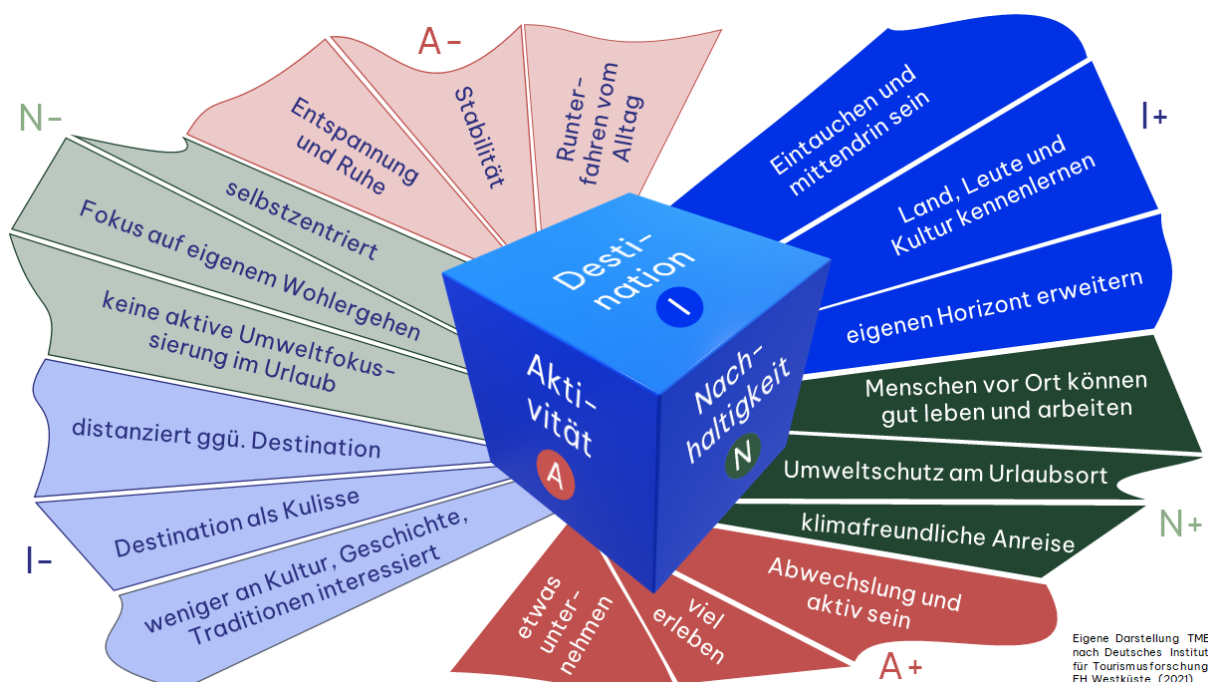 A-
Entspannung
und Ruhe
Stabilität
Runter-
fahren vom
Alltag
N-
selbstzentriert
Fokus auf eigenem Wohlergehen
keine aktive Umweltfokus-
sierung im Urlaub
I-
distanziert ggü. Destination
Destination als Kulisse
weniger an Kultur, Geschichte,
Traditionen interessiert
Desti-
nation
I
Akti-
vität
A
Nach-
haltigkeit
N
I+
Eintauchen und
mittendrin sein
Land, Leute und
Kultur kennenlernen
eigenen Horizont erweitern
Menschen vor Ort können
gut leben und arbeiten
Umweltschutz am Urlaubsort
klimafreundliche Anreise
N+
Abwechslung und
aktiv sein
viel
erleben
etwas
unter-
nehmen
A+
Eigene Darstellung TMB
nach Deutsches Institut
für Tourismusforschung,
FH Westküste (2021)